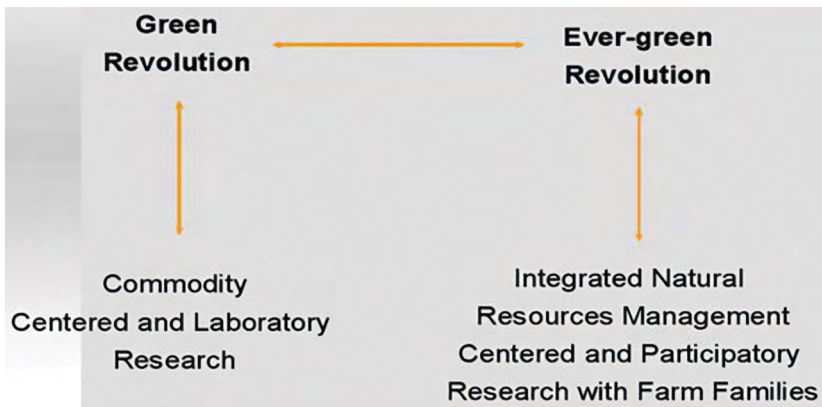 Green
Revolution
Ever-green
Revolution
Commodity
Centered and Laboratory
Research
Integrated Natural
Resources Management
Centered and Participatory
Research with Farm Families